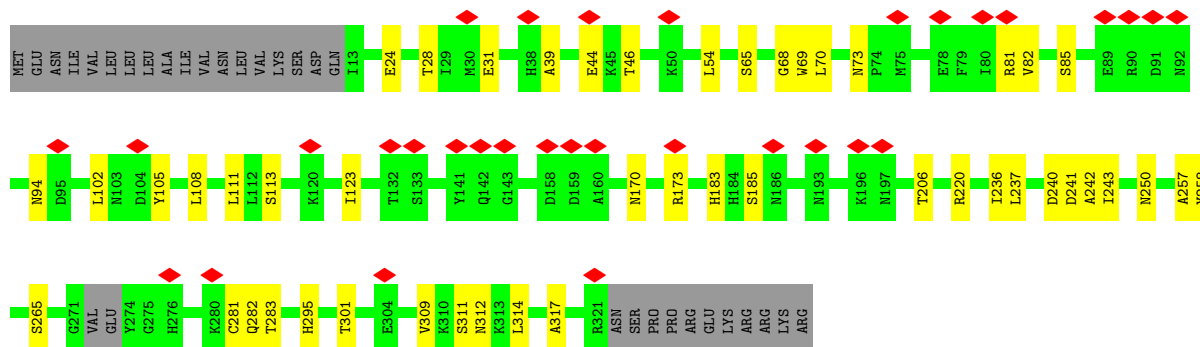 MET GLU ASN ILE VAL LEU LEU LEU ALA ILE VAL ASN LEU VAL LYS SER ASP GLN I13 E24 T28 I29 M30 E31 H38 A39 E44 K45 T46 K50 L54 S65 G68 W69 L70 N73 P74 M75 E78 F79 I80 R81 V82 S85 E89 R90 D91 N92
N94 D95 L102 N103 D104 Y105 L108 L111 L112 S113 K120 I123 T132 S133 Y141 Q142 G143 D158 D159 A160 N170 R173 H183 H184 S185 N186 N193 K196 N197 T206 R220 I236 L237 D240 D241 A242 I243 N250 A257
S265 G271 VAL GLU Y274 G275 H276 K280 C281 Q282 T283 H295 T301 E304 V309 K310 S311 N312 K313 L314 A317 R321 ASN SER PRO PRO ARG GLU LYS ARG ARG LYS ARG